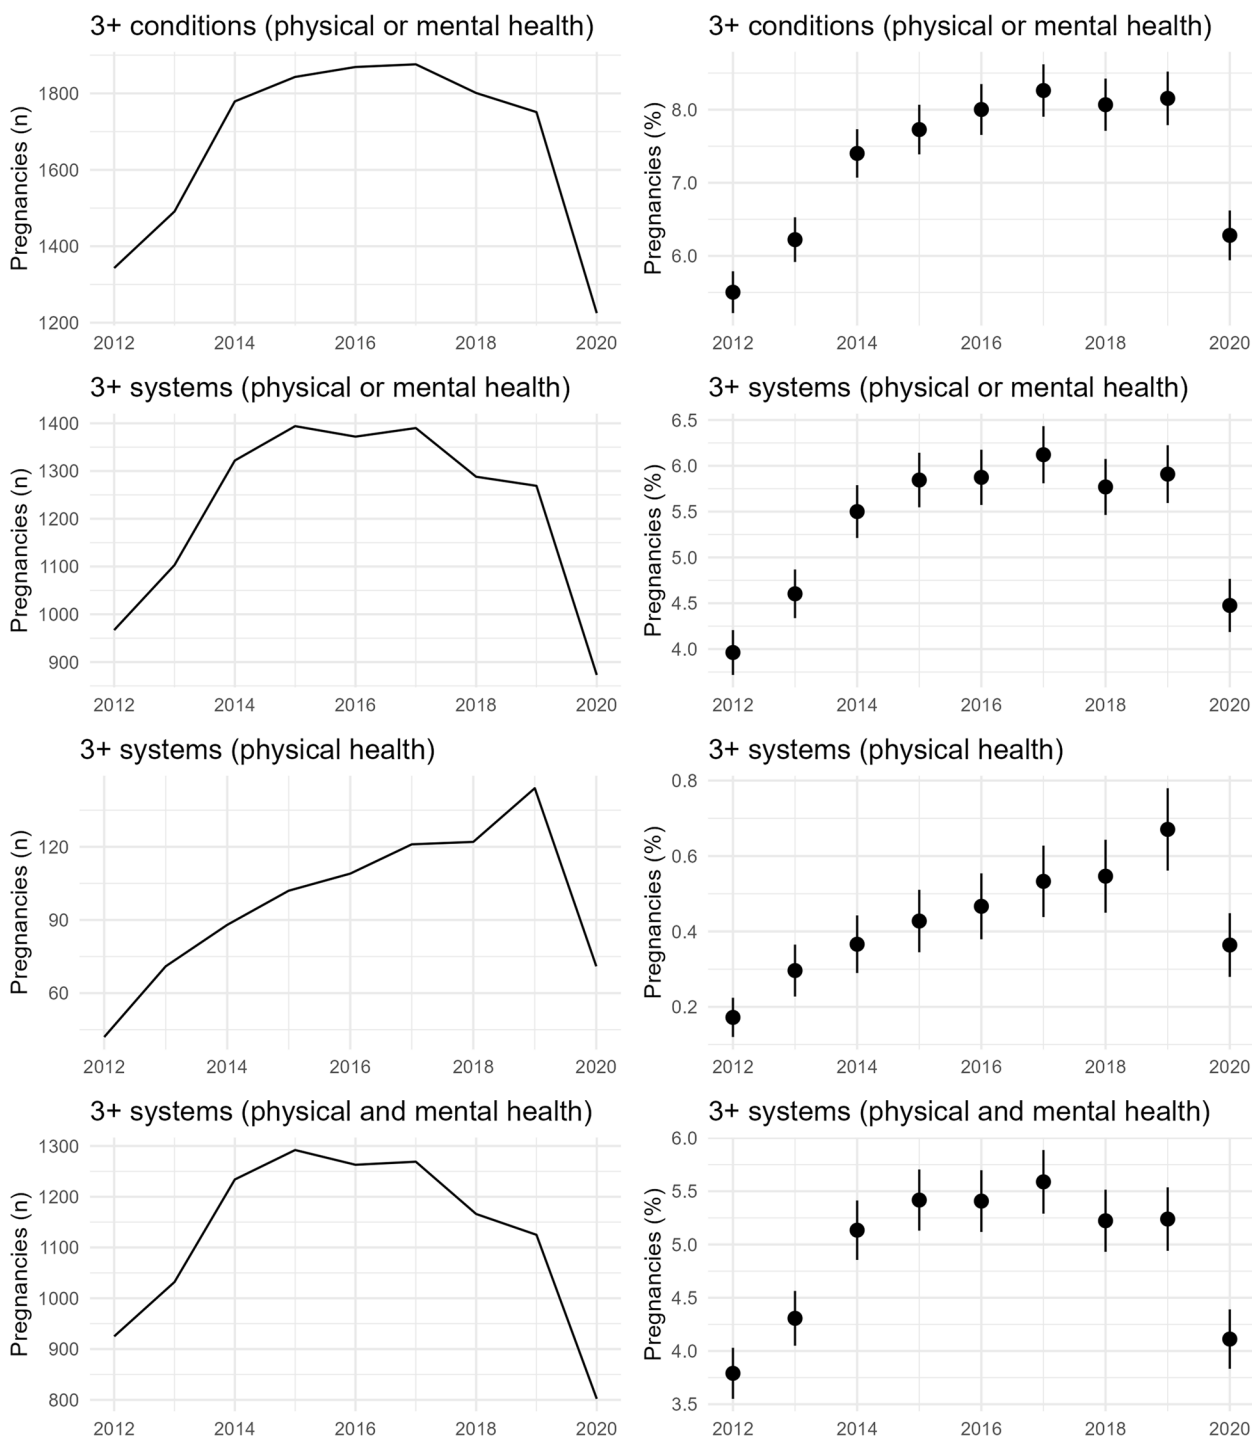 3+ conditions (physical or mental health)
Pregnancies (n)
1800
1600
1400
1200
2012 2014 2016 2018 2020
3+ conditions (physical or mental health)
Pregnancies (%)
8.0
7.0
6.0
2012 2014 2016 2018 2020
3+ systems (physical or mental health)
Pregnancies (n)
1400
1300
1200
1100
1000
900
2012 2014 2016 2018 2020
3+ systems (physical or mental health)
Pregnancies (%)
6.5
6.0
5.5
5.0
4.5
4.0
2012 2014 2016 2018 2020
3+ systems (physical health)
Pregnancies (n)
120
90
60
2012 2014 2016 2018 2020
3+ systems (physical health)
Pregnancies (%)
0.8
0.6
0.4
0.2
2012 2014 2016 2018 2020
3+ systems (physical and mental health)
Pregnancies (n)
1300
1200
1100
1000
900
800
2012 2014 2016 2018 2020
3+ systems (physical and mental health)
Pregnancies (%)
6.0
5.5
5.0
4.5
4.0
3.5
2012 2014 2016 2018 2020